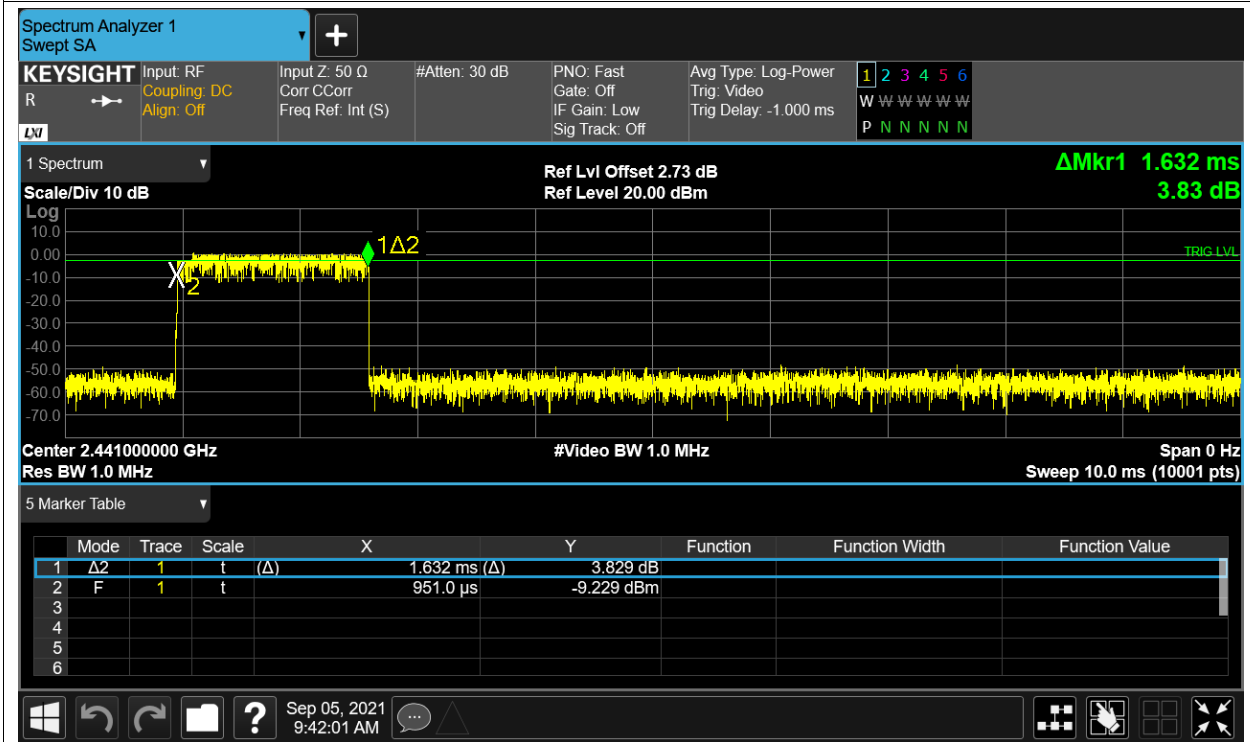 Spectrum Analyzer 1
Swept SA
+
KEYSIGHT Input: RF Input Z: 50 Ω #Atten: 30 dB PNO: Fast Avg Type: Log-Power 1 2 3 4 5 6
R Coupling: DC Corr CCorr Gate: Off Trig: Video W W W W W W
Align: Off Freq Ref: Int (S) IF Gain: Low Trig Delay: -1.000 ms
LXI Sig Track: Off P N N N N N
1 Spectrum Ref Lvl Offset 2.73 dB ΔMkr1 1.632 ms
Scale/Div 10 dB Ref Level 20.00 dBm 3.83 dB
Log
10.0
0.00 1Δ2 TRIG LVL
-10.0 2
-20.0
-30.0
-40.0
-50.0
-60.0
-70.0
Center 2.441000000 GHz #Video BW 1.0 MHz Span 0 Hz
Res BW 1.0 MHz Sweep 10.0 ms (10001 pts)
5 Marker Table
Mode Trace Scale X Y Function Function Width Function Value
1 Δ2 1 t (Δ) 1.632 ms (Δ) 3.829 dB
2 F 1 t 951.0 µs -9.229 dBm
3
4
5
6
? Sep 05, 2021
9:42:01 AM